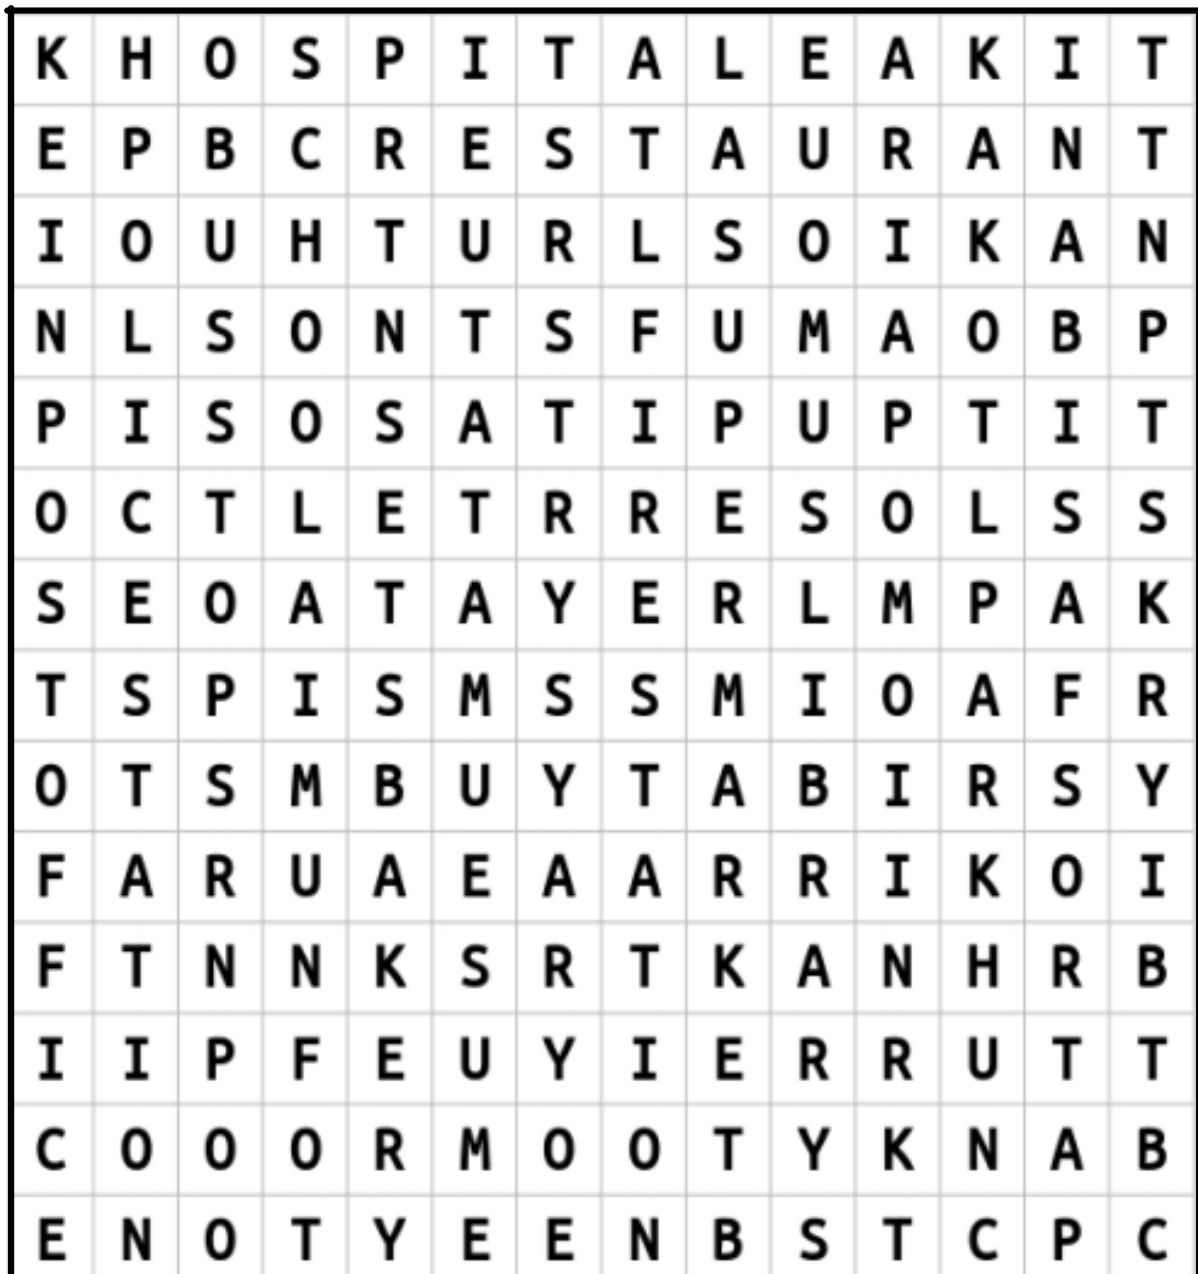 K H O S P I T A L E A K I T
E P B C R E S T A U R A N T
I O U H T U R L S O I K A N
N L S O N T S F U M A O B P
P I S O S A T I P U P T I T
O C T L E T R R E S O L S S
S E O A T A Y E R L M P A K
T S P I S M S S M I O A F R
O T S M B U Y T A B I R S Y
F A R U A E A A R R I K O I
F T N N K S R T K A N H R B
I I P F E U Y I E R R U T T
C O O O R M O O T Y K N A B
E N O T Y E E N B S T C P C